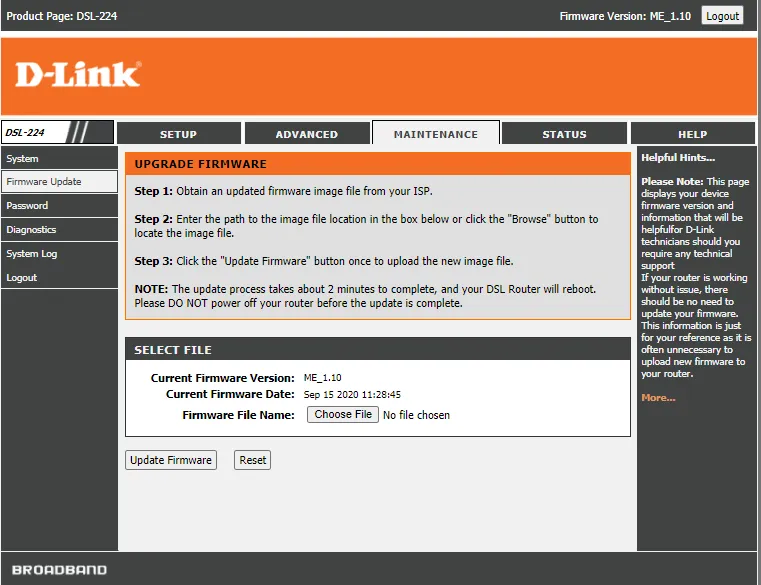 Product Page: DSL-224
Firmware Version: ME_1.10
Logout
D-Link
DSL-224
SETUP
ADVANCED
MAINTENANCE
STATUS
HELP
System
Firmware Update
Password
Diagnostics
System Log
Logout
UPGRADE FIRMWARE
Step 1: Obtain an updated firmware image file from your ISP.
Step 2: Enter the path to the image file location in the box below or click the "Browse" button to
locate the image file.
Step 3: Click the "Update Firmware" button once to upload the new image file.
NOTE: The update process takes about 2 minutes to complete, and your DSL Router will reboot.
Please DO NOT power off your router before the update is complete.
SELECT FILE
Current Firmware Version: ME_1.10
Current Firmware Date: Sep 15 2020 11:28:45
Firmware File Name: Choose File No file chosen
Update Firmware
Reset
Helpful Hints...
Please Note: This page
displays your device
firmware version and
information that will be
helpfulfor D-Link
technicians should you
require any technical
support
If your router is working
without issue, there
should be no need to
update your firmware.
This information is just
for your reference as it is
often unnecessary to
upload new firmware to
your router.
More...
BROADBAND